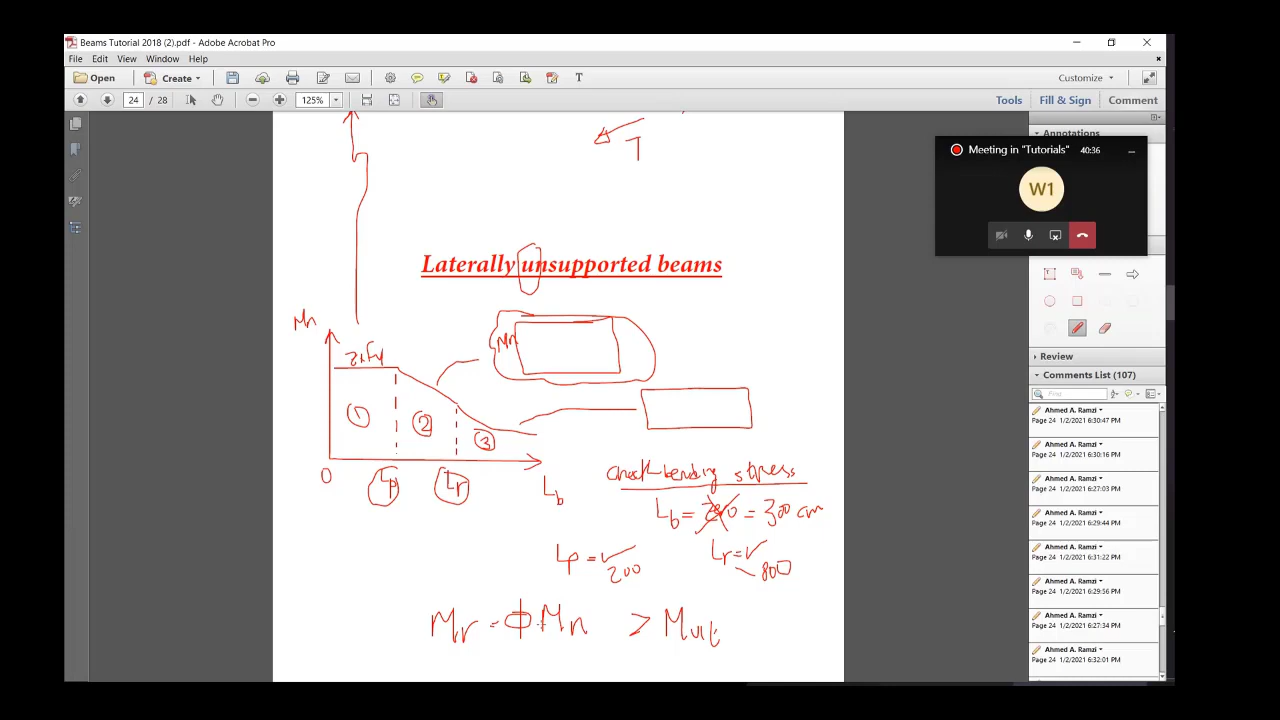 Beams Tutorial 2018 (2).pdf - Adobe Acrobat Pro
File Edit View Window Help
Open Create Customize
24 / 28 125% Tools Fill & Sign Comment
T
Annotations
Meeting in "Tutorials" 40:36
W1
Laterally unsupported beams
Mn
Mn
1 2 3
0 Lp Lr Lb
check bending stress
Lb = 280 = 300 cm
Lp = 200
Lr = 800
Mr = Φ Mn > Mult
T
Review
Comments List (107)
Find
Ahmed A. Ramzi
Page 24 1/2/2021 6:30:47 PM
Ahmed A. Ramzi
Page 24 1/2/2021 6:30:16 PM
Ahmed A. Ramzi
Page 24 1/2/2021 6:27:03 PM
Ahmed A. Ramzi
Page 24 1/2/2021 6:29:44 PM
Ahmed A. Ramzi
Page 24 1/2/2021 6:31:22 PM
Ahmed A. Ramzi
Page 24 1/2/2021 6:29:56 PM
Ahmed A. Ramzi
Page 24 1/2/2021 6:27:34 PM
Ahmed A. Ramzi
Page 24 1/2/2021 6:32:01 PM